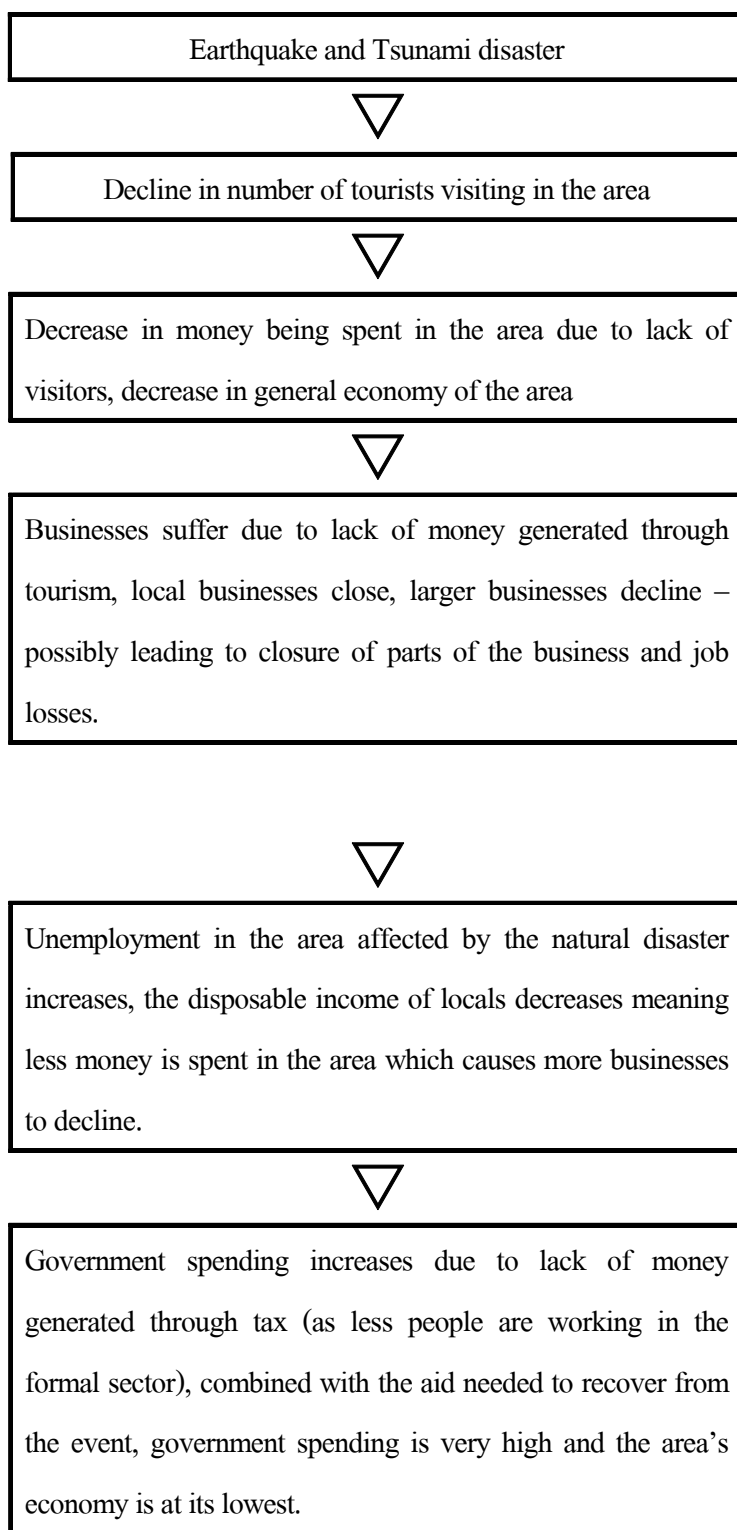 Earthquake and Tsunami disaster
Decline in number of tourists visiting in the area
Decrease in money being spent in the area due to lack of
visitors, decrease in general economy of the area
Businesses suffer due to lack of money generated through
tourism, local businesses close, larger businesses decline –
possibly leading to closure of parts of the business and job
losses.
Unemployment in the area affected by the natural disaster
increases, the disposable income of locals decreases meaning
less money is spent in the area which causes more businesses
to decline.
Government spending increases due to lack of money
generated through tax (as less people are working in the
formal sector), combined with the aid needed to recover from
the event, government spending is very high and the area’s
economy is at its lowest.